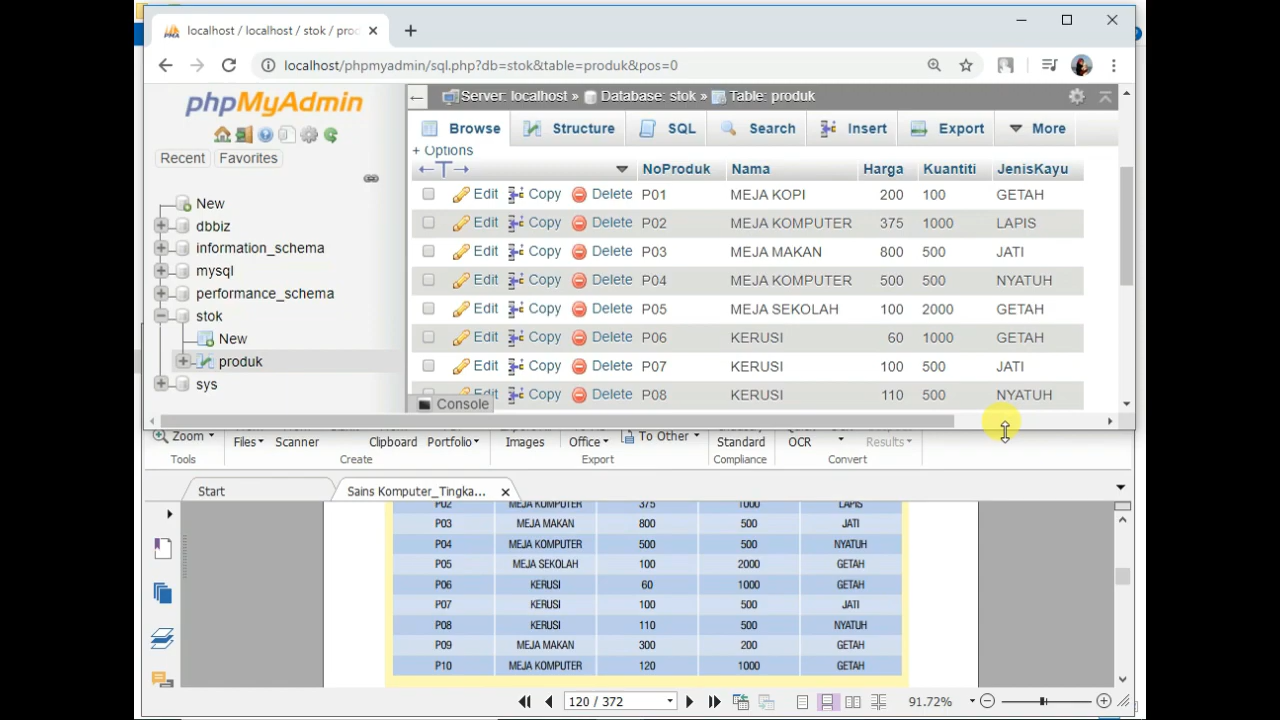 localhost / localhost / stok / proc
localhost/phpmyadmin/sql.php?db=stok&table=produk&pos=0
phpMyAdmin
Recent Favorites
New
dbbiz
information_schema
mysql
performance_schema
stok
New
produk
sys
Server: localhost » Database: stok » Table: produk
Browse Structure SQL Search Insert Export More
+ Options
NoProduk Nama Harga Kuantiti JenisKayu
Edit Copy Delete P01 MEJA KOPI 200 100 GETAH
Edit Copy Delete P02 MEJA KOMPUTER 375 1000 LAPIS
Edit Copy Delete P03 MEJA MAKAN 800 500 JATI
Edit Copy Delete P04 MEJA KOMPUTER 500 500 NYATUH
Edit Copy Delete P05 MEJA SEKOLAH 100 2000 GETAH
Edit Copy Delete P06 KERUSI 60 1000 GETAH
Edit Copy Delete P07 KERUSI 100 500 JATI
Edit Copy Delete P08 KERUSI 110 500 NYATUH
Console
Zoom Files Scanner Clipboard Portfolio Images Office To Other Standard OCR Results
Tools Create Export Compliance Convert
Start Sains Komputer_Tingka...
P02 MEJA KOMPUTER 375 1000 LAPIS
P03 MEJA MAKAN 800 500 JATI
P04 MEJA KOMPUTER 500 500 NYATUH
P05 MEJA SEKOLAH 100 2000 GETAH
P06 KERUSI 60 1000 GETAH
P07 KERUSI 100 500 JATI
P08 KERUSI 110 500 NYATUH
P09 MEJA MAKAN 300 200 GETAH
P10 MEJA KOMPUTER 120 1000 GETAH
120 / 372 91.72%